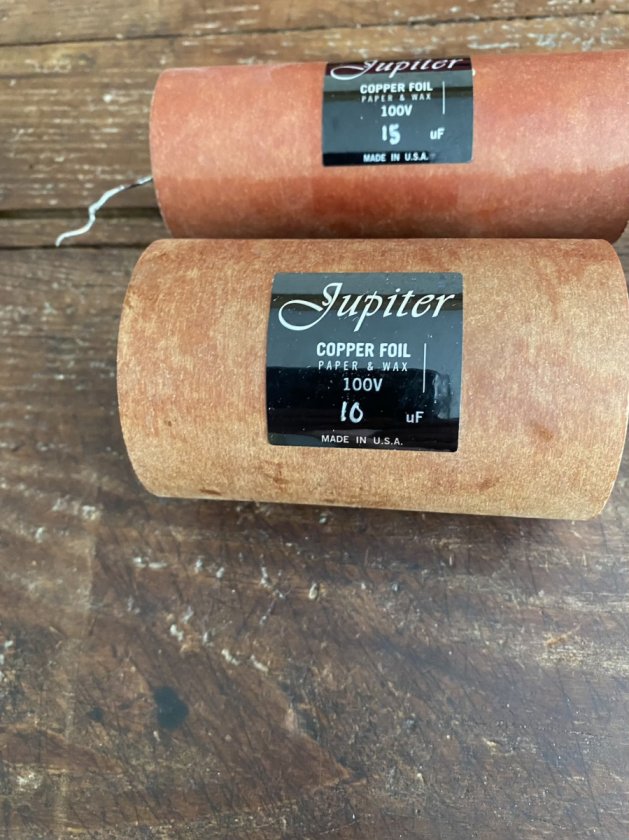 Jupiter
COPPER FOIL
PAPER & WAX
100V
15 uF
MADE IN U.S.A.
Jupiter
COPPER FOIL
PAPER & WAX
100V
10 uF
MADE IN U.S.A.